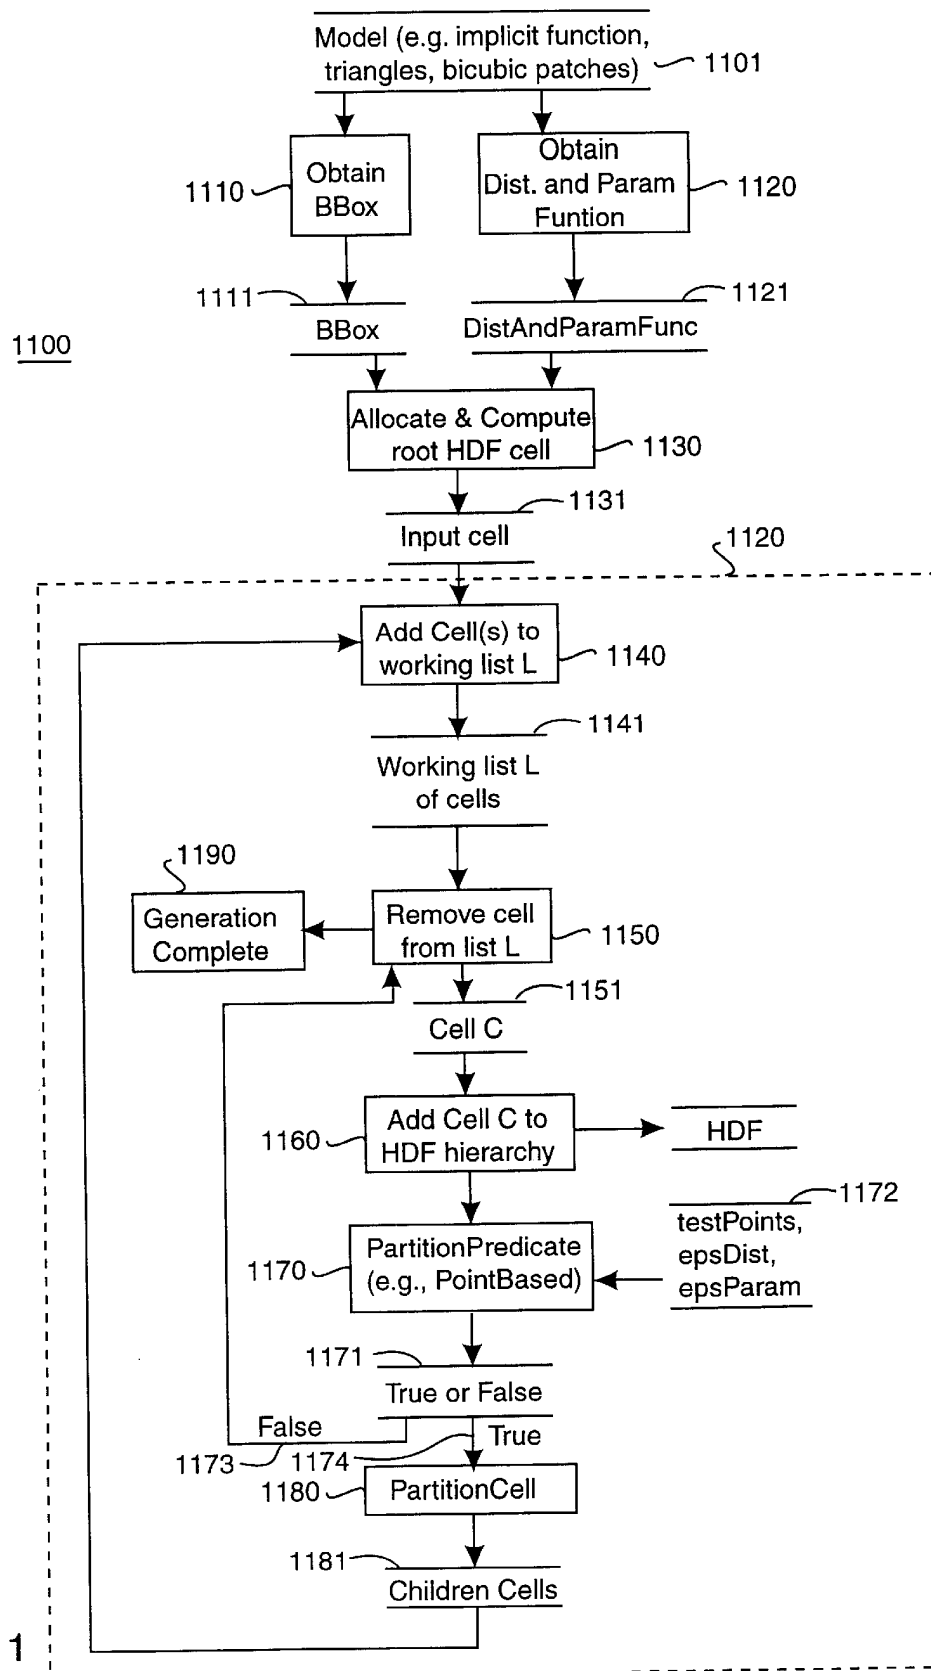 Model (e.g. implicit function,
triangles, bicubic patches)
1101
1110
Obtain
BBox
Obtain
Dist. and Param
Funtion
1120
1111
1121
BBox
DistAndParamFunc
1100
Allocate & Compute
root HDF cell
1130
1131
Input cell
1120
Add Cell(s) to
working list L
1140
1141
Working list L
of cells
1190
Generation
Complete
Remove cell
from list L
1150
1151
Cell C
1160
Add Cell C to
HDF hierarchy
HDF
1172
testPoints,
epsDist,
epsParam
1170
PartitionPredicate
(e.g., PointBased)
1171
True or False
False
1173
1174
True
1180
PartitionCell
1181
Children Cells
1